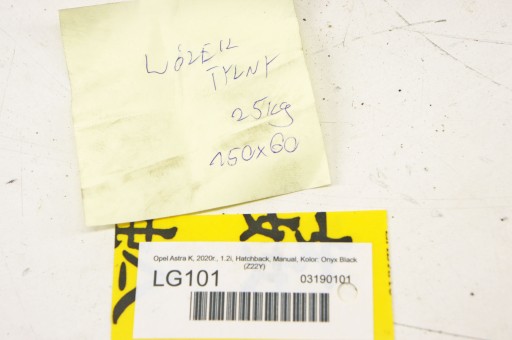 WÓZEK
TYLNY
25kg
150x60
Opel Astra K, 2020r., 1.2i, Hatchback, Manual, Kolor: Onyx Black
(Z22Y)
LG101
03190101